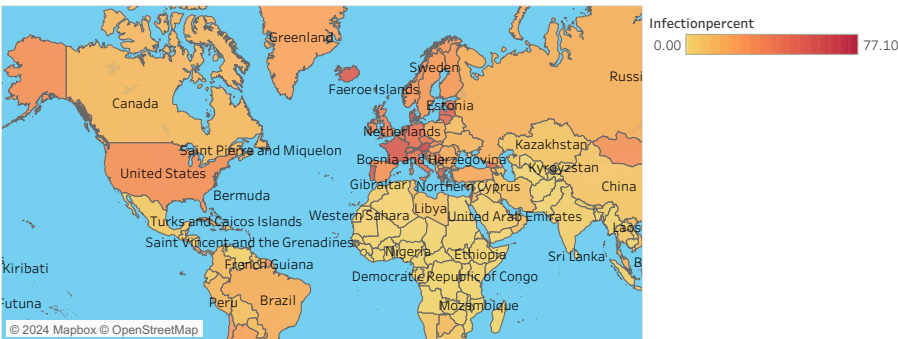 Infectionpercent
0.00 77.10
Greenland
Sweden
Russi
Faeroe Islands
Estonia
Canada
Netherlands
Saint Pierre and Miquelon
Kazakhstan
Bosnia and Herzegovina
United States
Kyrgyzstan
Gibraltar
Northern Cyprus
China
Bermuda
Western Sahara
Libya
United Arab Emirates
Turks and Caicos Islands
Laos
Saint Vincent and the Grenadines
Nigeria
Ethiopia
Sri Lanka
B
French Guiana
Kiribati
Democratic Republic of Congo
Futuna
Peru
Brazil
Mozambique
© 2024 Mapbox © OpenStreetMap